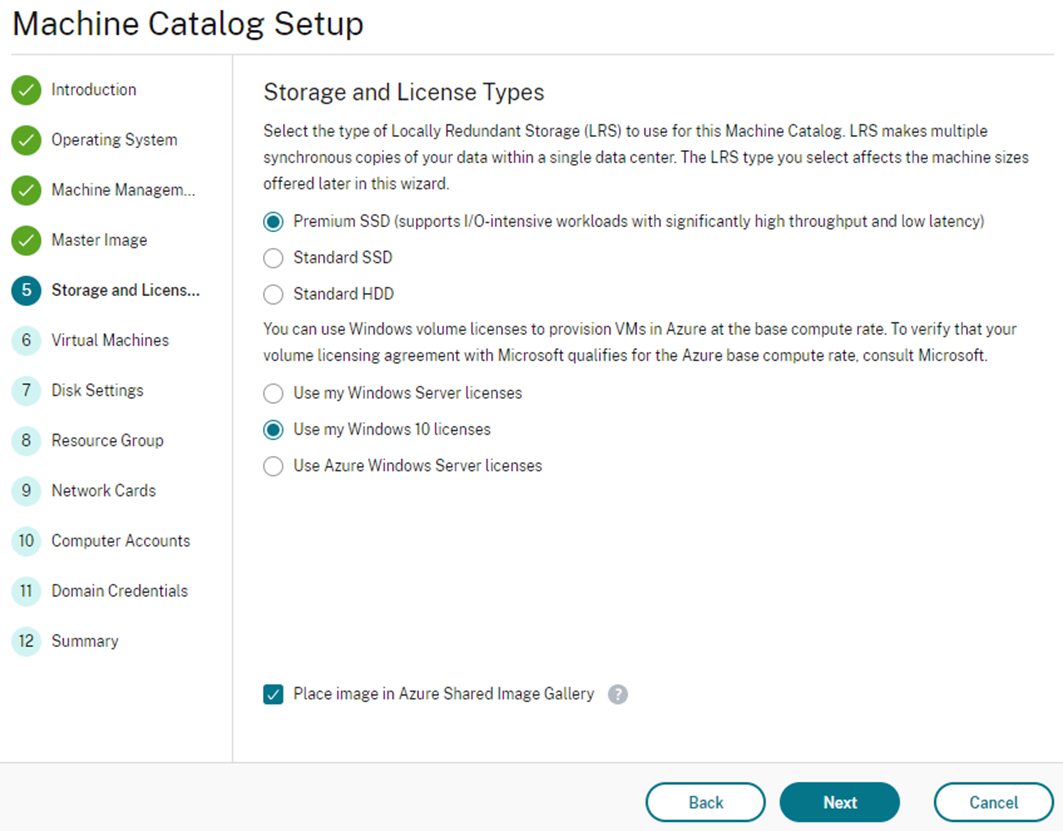 Machine Catalog Setup
Introduction
Operating System
Machine Managem...
Master Image
5 Storage and Licens...
6 Virtual Machines
7 Disk Settings
8 Resource Group
9 Network Cards
10 Computer Accounts
11 Domain Credentials
12 Summary
Storage and License Types
Select the type of Locally Redundant Storage (LRS) to use for this Machine Catalog. LRS makes multiple
synchronous copies of your data within a single data center. The LRS type you select affects the machine sizes
offered later in this wizard.
Premium SSD (supports I/O-intensive workloads with significantly high throughput and low latency)
Standard SSD
Standard HDD
You can use Windows volume licenses to provision VMs in Azure at the base compute rate. To verify that your
volume licensing agreement with Microsoft qualifies for the Azure base compute rate, consult Microsoft.
Use my Windows Server licenses
Use my Windows 10 licenses
Use Azure Windows Server licenses
Place image in Azure Shared Image Gallery ?
Back Next Cancel